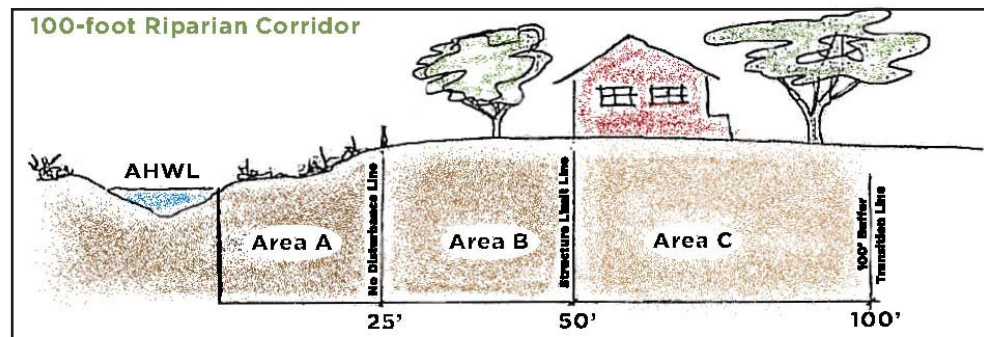 100-foot Riparian Corridor
AHWL
Area A
No Disturbance Line
Area B
Structure Limit Line
Area C
100' Buffer
Transition Line
25'
50'
100'